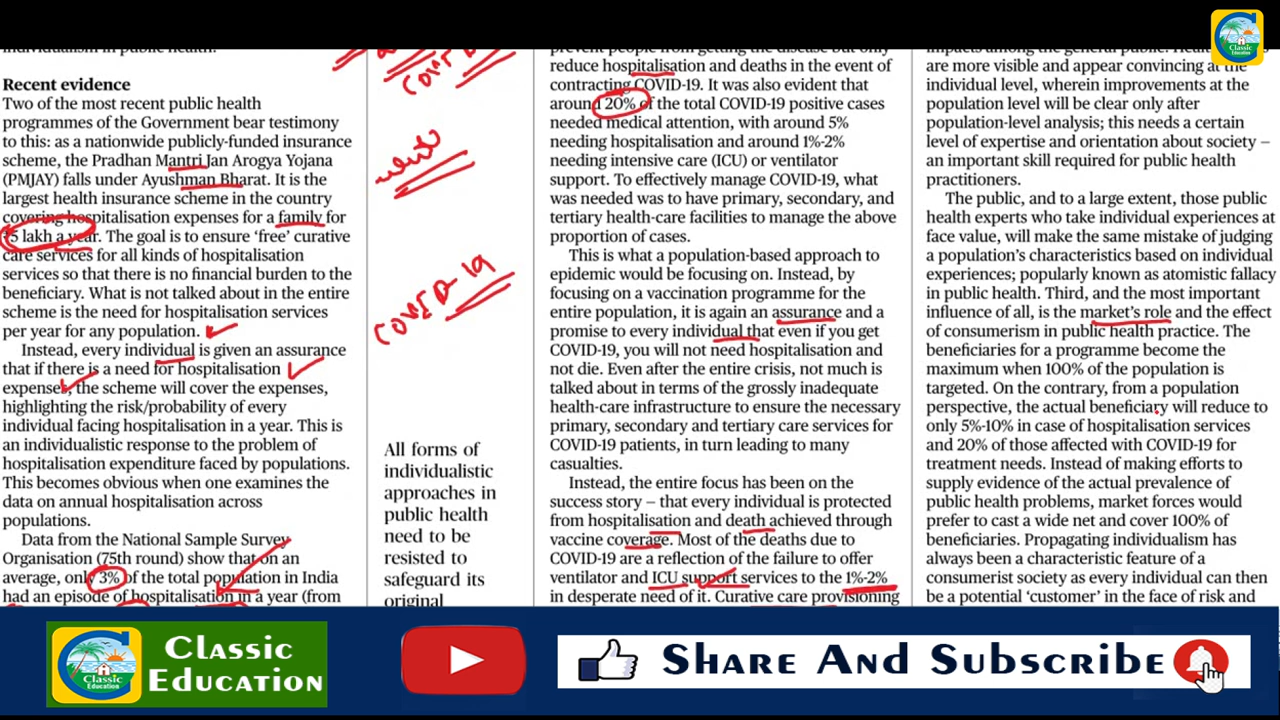 Classic
Education
individualism in public health.
Recent evidence
Two of the most recent public health
programmes of the Government bear testimony
to this: as a nationwide publicly-funded insurance
scheme, the Pradhan Mantri Jan Arogya Yojana
(PMJAY) falls under Ayushman Bharat. It is the
largest health insurance scheme in the country
covering hospitalisation expenses for a family for
₹5 lakh a year. The goal is to ensure ‘free’ curative
care services for all kinds of hospitalisation
services so that there is no financial burden to the
beneficiary. What is not talked about in the entire
scheme is the need for hospitalisation services
per year for any population.
Instead, every individual is given an assurance
that if there is a need for hospitalisation
expenses, the scheme will cover the expenses,
highlighting the risk/probability of every
individual facing hospitalisation in a year. This is
an individualistic response to the problem of
hospitalisation expenditure faced by populations.
This becomes obvious when one examines the
data on annual hospitalisation across
populations.
Data from the National Sample Survey
Organisation (75th round) show that on an
average, only 3% of the total population in India
had an episode of hospitalisation in a year (from
covid 19
All forms of
individualistic
approaches in
public health
need to be
resisted to
safeguard its
original
prevent people from getting the disease but only
reduce hospitalisation and deaths in the event of
contracting COVID-19. It was also evident that
around 20% of the total COVID-19 positive cases
needed medical attention, with around 5%
needing hospitalisation and around 1%-2%
needing intensive care (ICU) or ventilator
support. To effectively manage COVID-19, what
was needed was to have primary, secondary, and
tertiary health-care facilities to manage the above
proportion of cases.
This is what a population-based approach to
epidemic would be focusing on. Instead, by
focusing on a vaccination programme for the
entire population, it is again an assurance and a
promise to every individual that even if you get
COVID-19, you will not need hospitalisation and
not die. Even after the entire crisis, not much is
talked about in terms of the grossly inadequate
health-care infrastructure to ensure the necessary
primary, secondary and tertiary care services for
COVID-19 patients, in turn leading to many
casualties.
Instead, the entire focus has been on the
success story — that every individual is protected
from hospitalisation and death achieved through
vaccine coverage. Most of the deaths due to
COVID-19 are a reflection of the failure to offer
ventilator and ICU support services to the 1%-2%
in desperate need of it. Curative care provisioning
are more visible and appear convincing at the
individual level, wherein improvements at the
population level will be clear only after
population-level analysis; this needs a certain
level of expertise and orientation about society —
an important skill required for public health
practitioners.
The public, and to a large extent, those public
health experts who take individual experiences at
face value, will make the same mistake of judging
a population’s characteristics based on individual
experiences; popularly known as atomistic fallacy
in public health. Third, and the most important
influence of all, is the market’s role and the effect
of consumerism in public health practice. The
beneficiaries for a programme become the
maximum when 100% of the population is
targeted. On the contrary, from a population
perspective, the actual beneficiary will reduce to
only 5%-10% in case of hospitalisation services
and 20% of those affected with COVID-19 for
treatment needs. Instead of making efforts to
supply evidence of the actual prevalence of
public health problems, market forces would
prefer to cast a wide net and cover 100% of
beneficiaries. Propagating individualism has
always been a characteristic feature of a
consumerist society as every individual can then
be a potential ‘customer’ in the face of risk and
Classic
Education
Classic
Education
Share And Subscribe